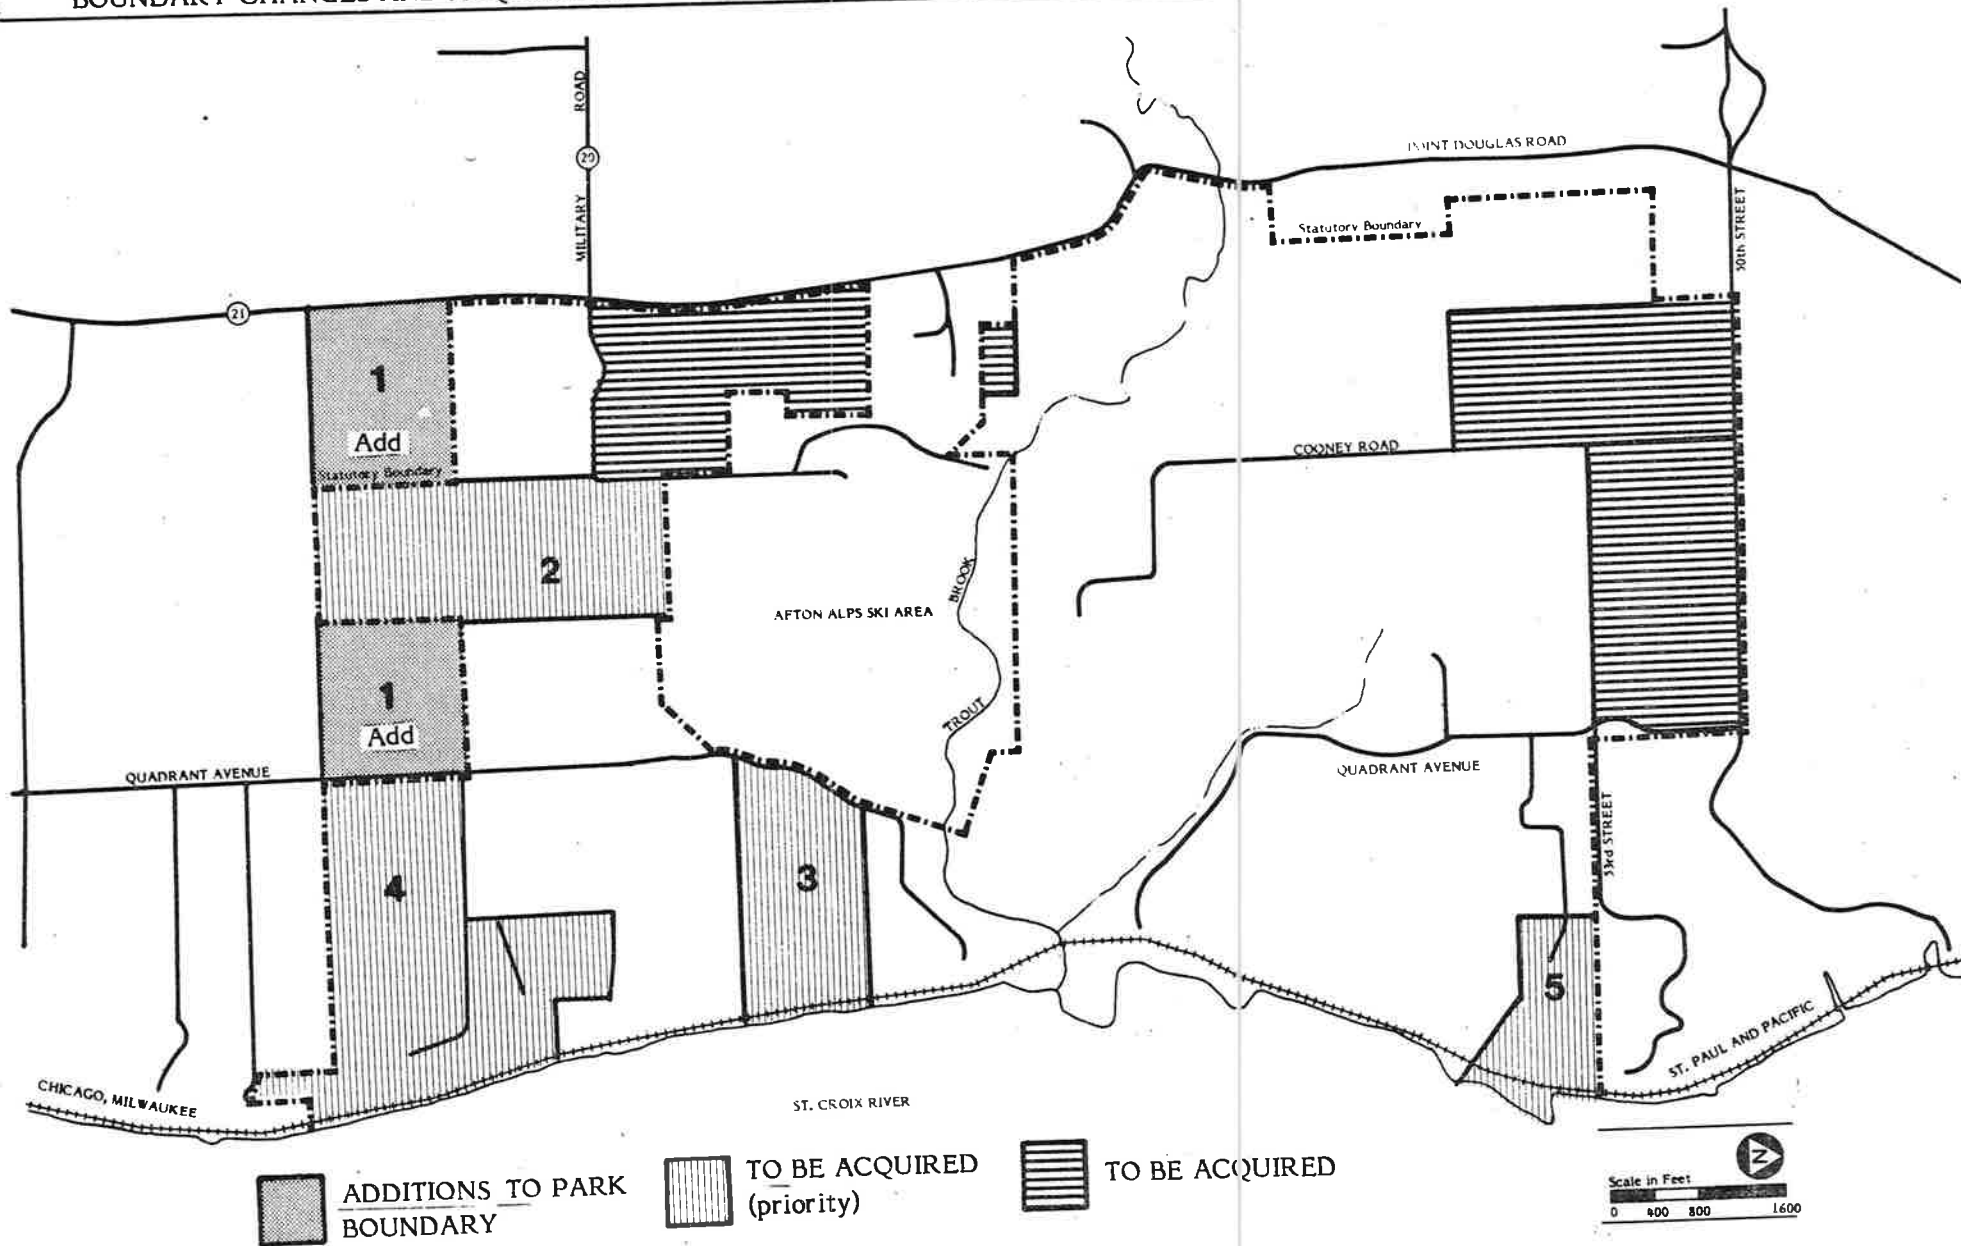 MILITARY ROAD
20
POINT DOUGLAS ROAD
Statutory Boundary
30th STREET
21
1
Add
Statutory Boundary
COONEY ROAD
2
AFTON ALPS SKI AREA
TROUT BROOK
1
Add
QUADRANT AVENUE
QUADRANT AVENUE
53rd STREET
4
3
5
CHICAGO, MILWAUKEE
ST. CROIX RIVER
ST. PAUL AND PACIFIC
ADDITIONS TO PARK
BOUNDARY
TO BE ACQUIRED
(priority)
TO BE ACQUIRED
N
Scale in Feet
0 400 800 1600